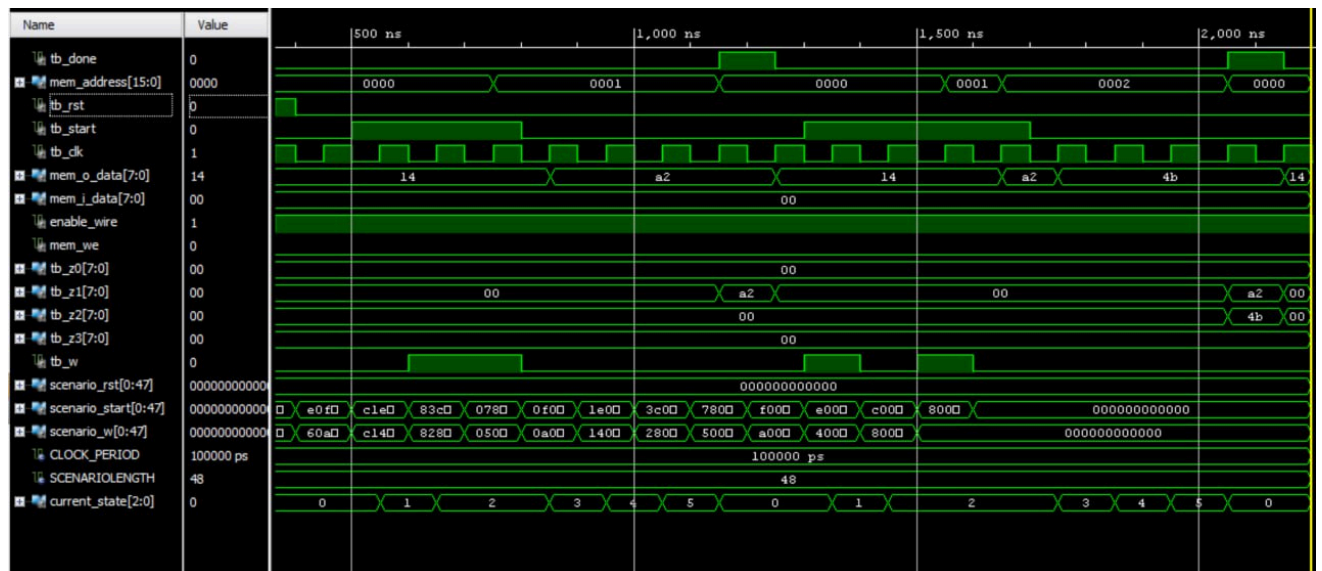 Name Value
500 ns 1,000 ns 1,500 ns 2,000 ns
tb_done 0
mem_address[15:0] 0000 0000 0001 0000 0001 0002 0000
tb_rst 0
tb_start 0
tb_clk 1
mem_o_data[7:0] 14 14 a2 14 a2 4b 14
mem_i_data[7:0] 00 00
enable_wire 1
mem_we 0
tb_z0[7:0] 00 00
tb_z1[7:0] 00 00 a2 00 a2 00
tb_z2[7:0] 00 00 4b 00
tb_z3[7:0] 00 00
tb_w 0
scenario_rst[0:47] 00000000000 000000000000
scenario_start[0:47] 00000000000 e0f0 c1e0 83c0 0780 0f00 1e00 3c00 7800 f000 e000 c000 8000 000000000000
scenario_w[0:47] 00000000000 60a0 c140 8280 0500 0a00 1400 2800 5000 a000 4000 8000 000000000000
CLOCK_PERIOD 100000 ps 100000 ps
SCENARIOLENGTH 48 48
current_state[2:0] 0 0 1 2 3 4 5 0 1 2 3 4 5 0